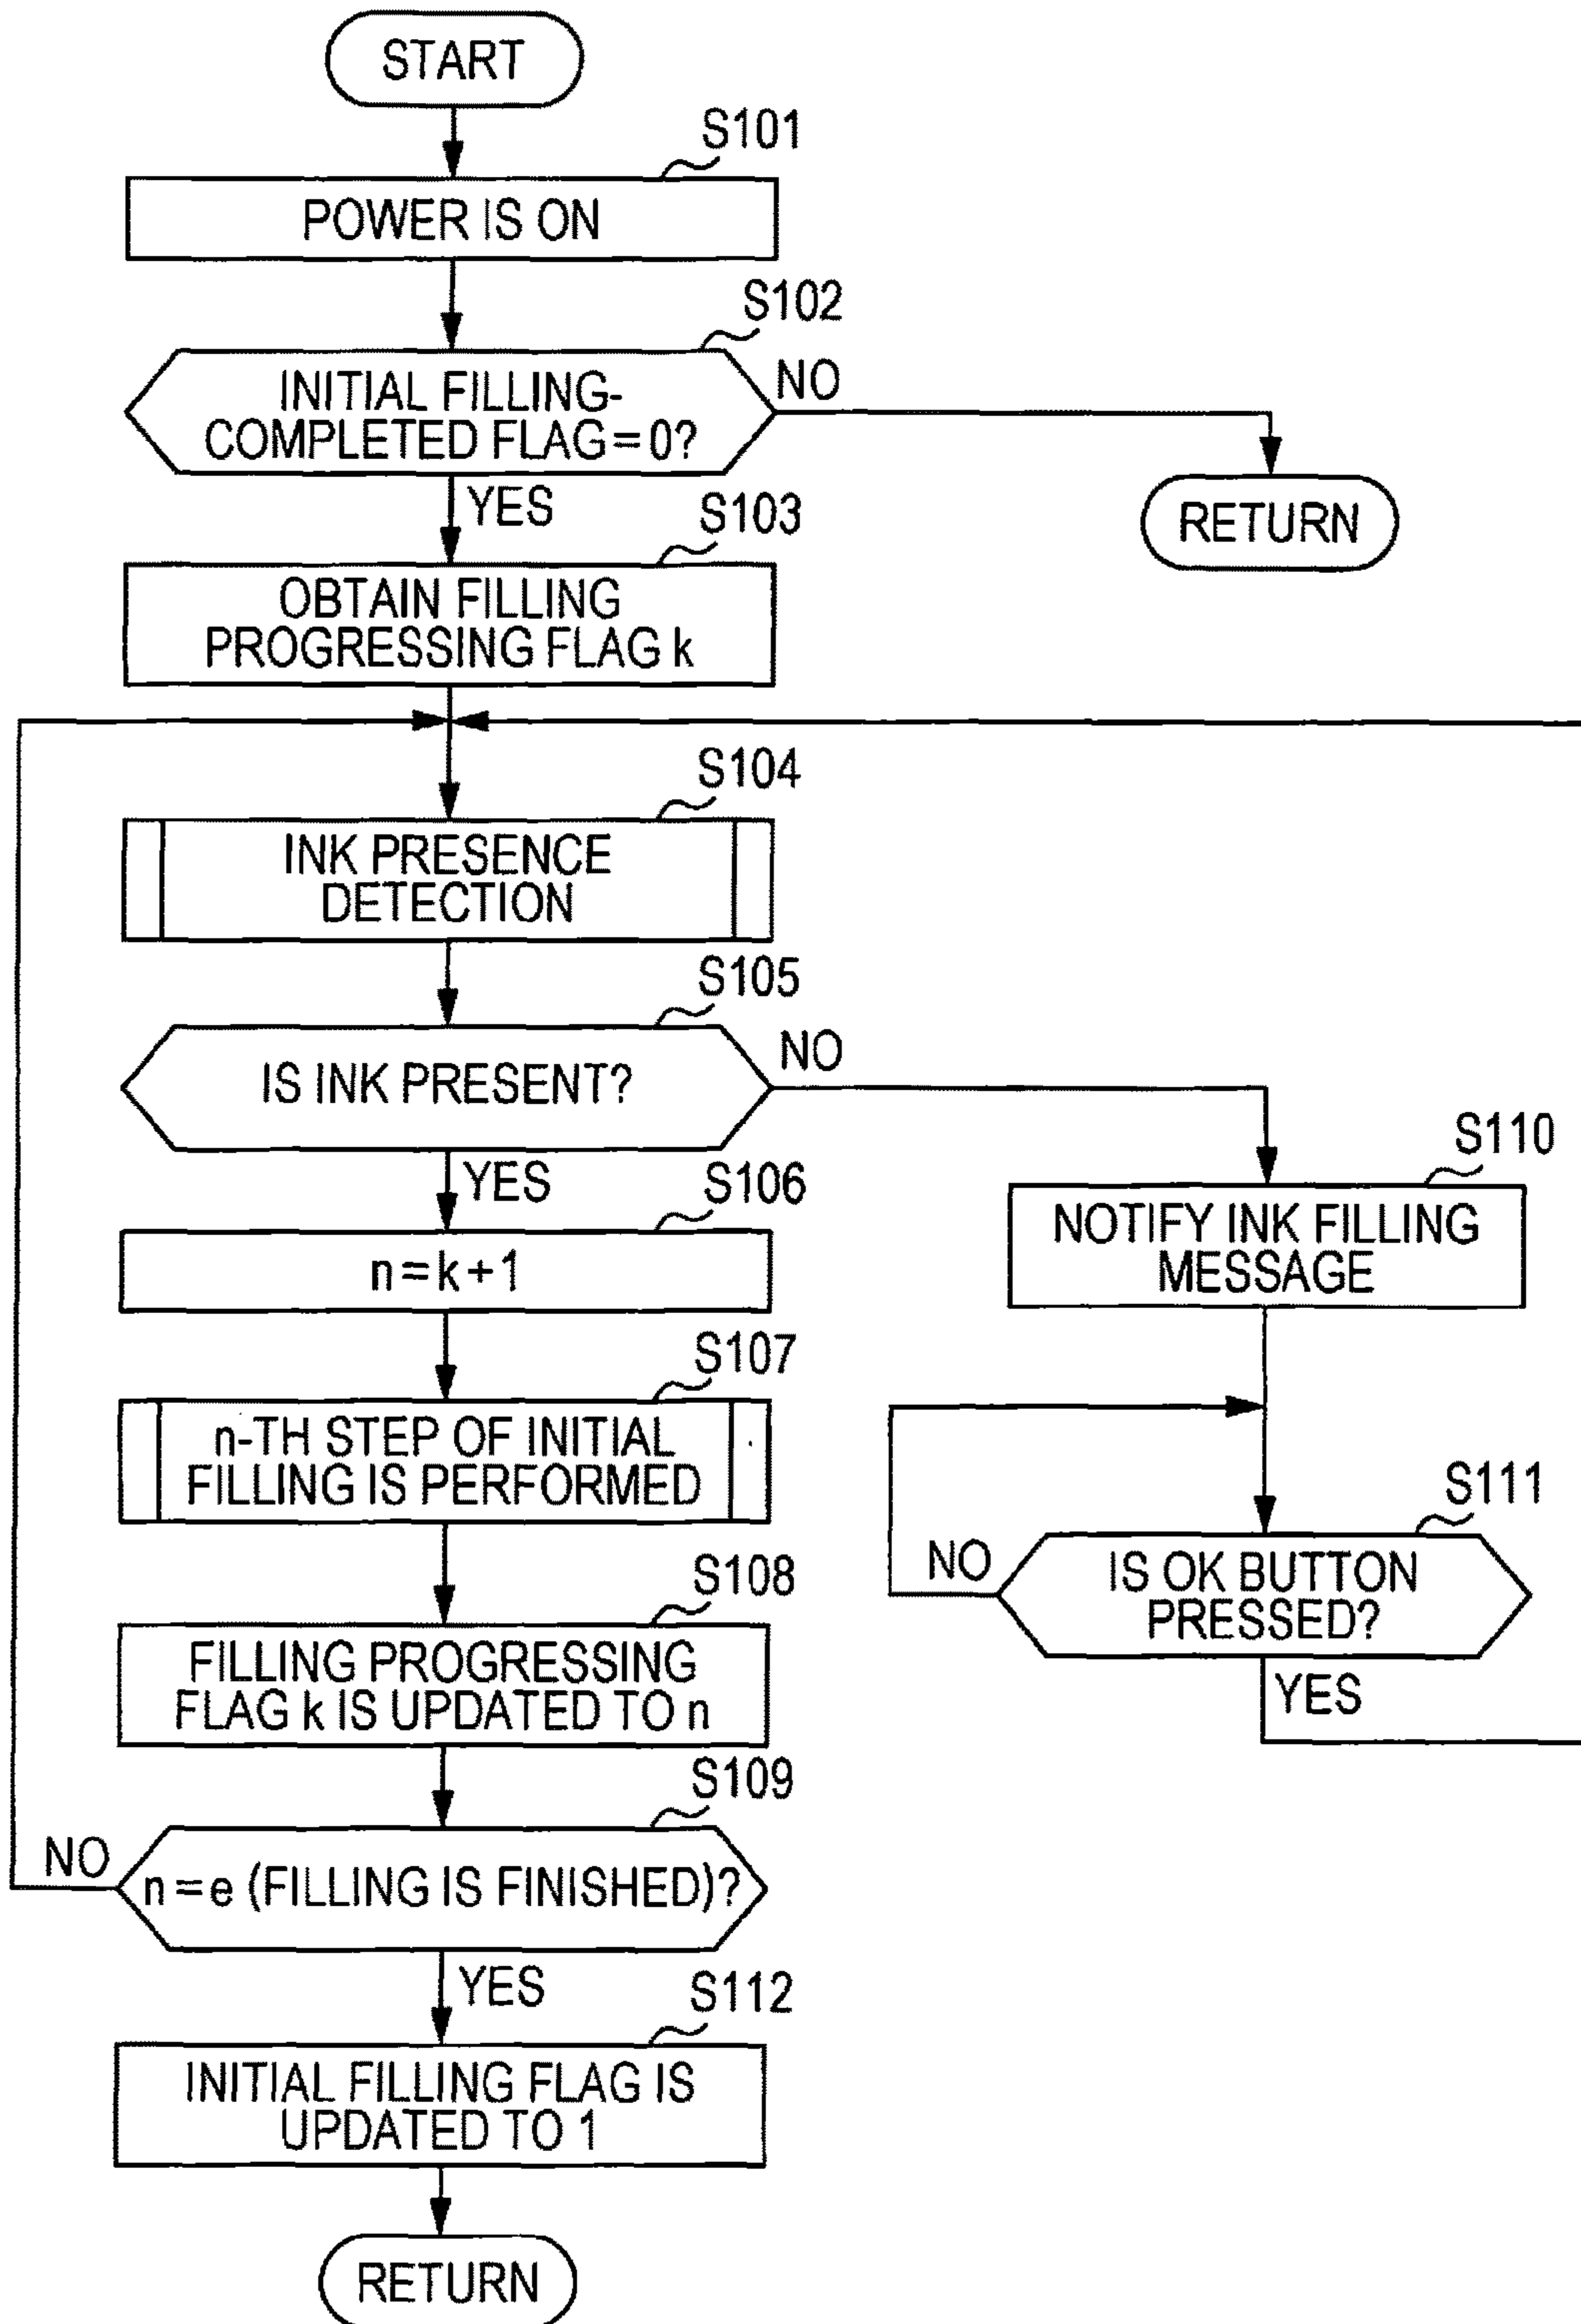 START
S101
POWER IS ON
S102
INITIAL FILLING-
COMPLETED FLAG=0?
NO
YES
RETURN
S103
OBTAIN FILLING
PROGRESSING FLAG k
S104
INK PRESENCE
DETECTION
S105
IS INK PRESENT?
NO
YES
S106
n=k+1
S110
NOTIFY INK FILLING
MESSAGE
S107
n-TH STEP OF INITIAL
FILLING IS PERFORMED
S111
IS OK BUTTON
PRESSED?
NO
YES
S108
FILLING PROGRESSING
FLAG k IS UPDATED TO n
S109
n=e (FILLING IS FINISHED)?
NO
YES
S112
INITIAL FILLING FLAG IS
UPDATED TO 1
RETURN